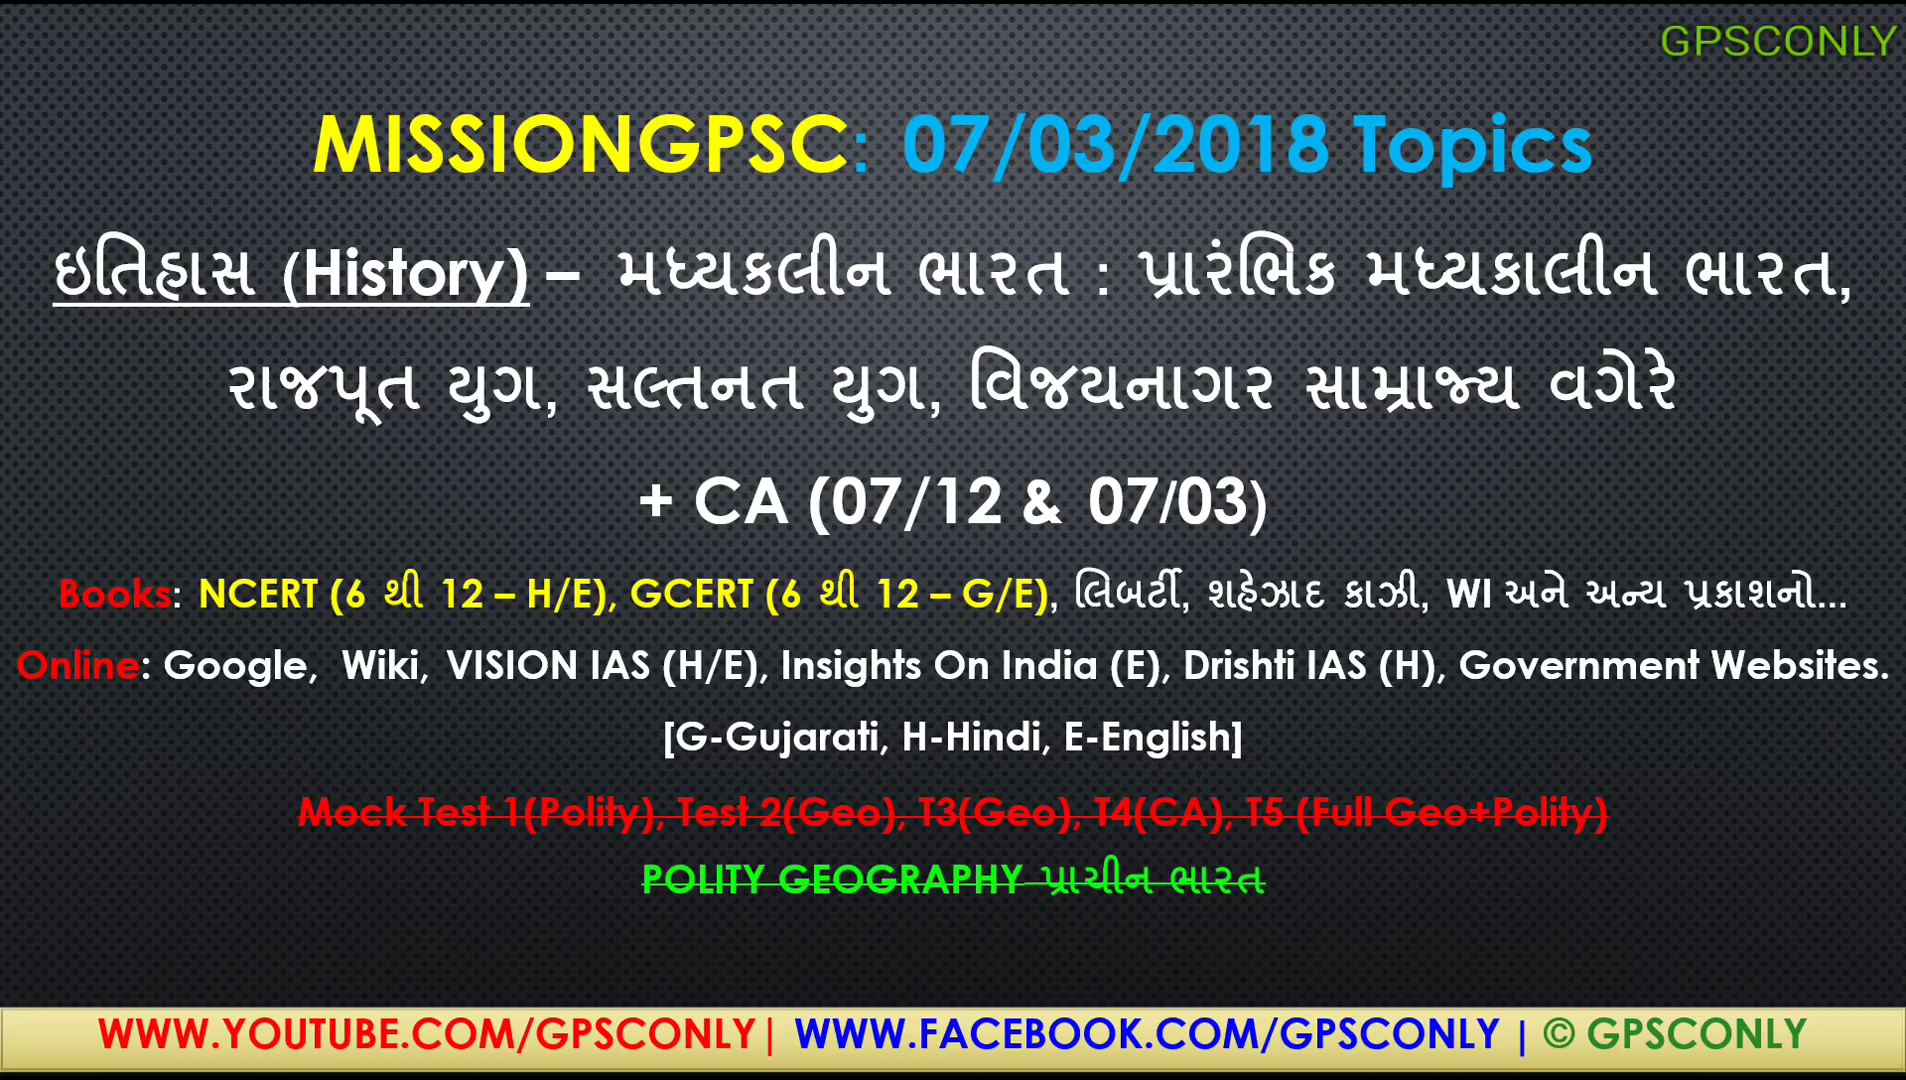 GPSCONLY
MISSIONGPSC: 07/03/2018 Topics
ઇતિહાસ (History) – મધ્યકલીન ભારત : પ્રારંભિક મધ્યકાલીન ભારત,
રાજપૂત યુગ, સલ્તનત યુગ, વિજયનાગર સામ્રાજ્ય વગેરે
+ CA (07/12 & 07/03)
Books: NCERT (6 થી 12 – H/E), GCERT (6 થી 12 – G/E), લિબર્ટી, શહેઝાદ કાઝી, WI અને અન્ય પ્રકાશનો...
Online: Google, Wiki, VISION IAS (H/E), Insights On India (E), Drishti IAS (H), Government Websites.
[G-Gujarati, H-Hindi, E-English]
Mock Test 1(Polity), Test 2(Geo), T3(Geo), T4(CA), T5 (Full Geo+Polity)
POLITY GEOGRAPHY પ્રાચીન ભારત
WWW.YOUTUBE.COM/GPSCONLY| WWW.FACEBOOK.COM/GPSCONLY | © GPSCONLY